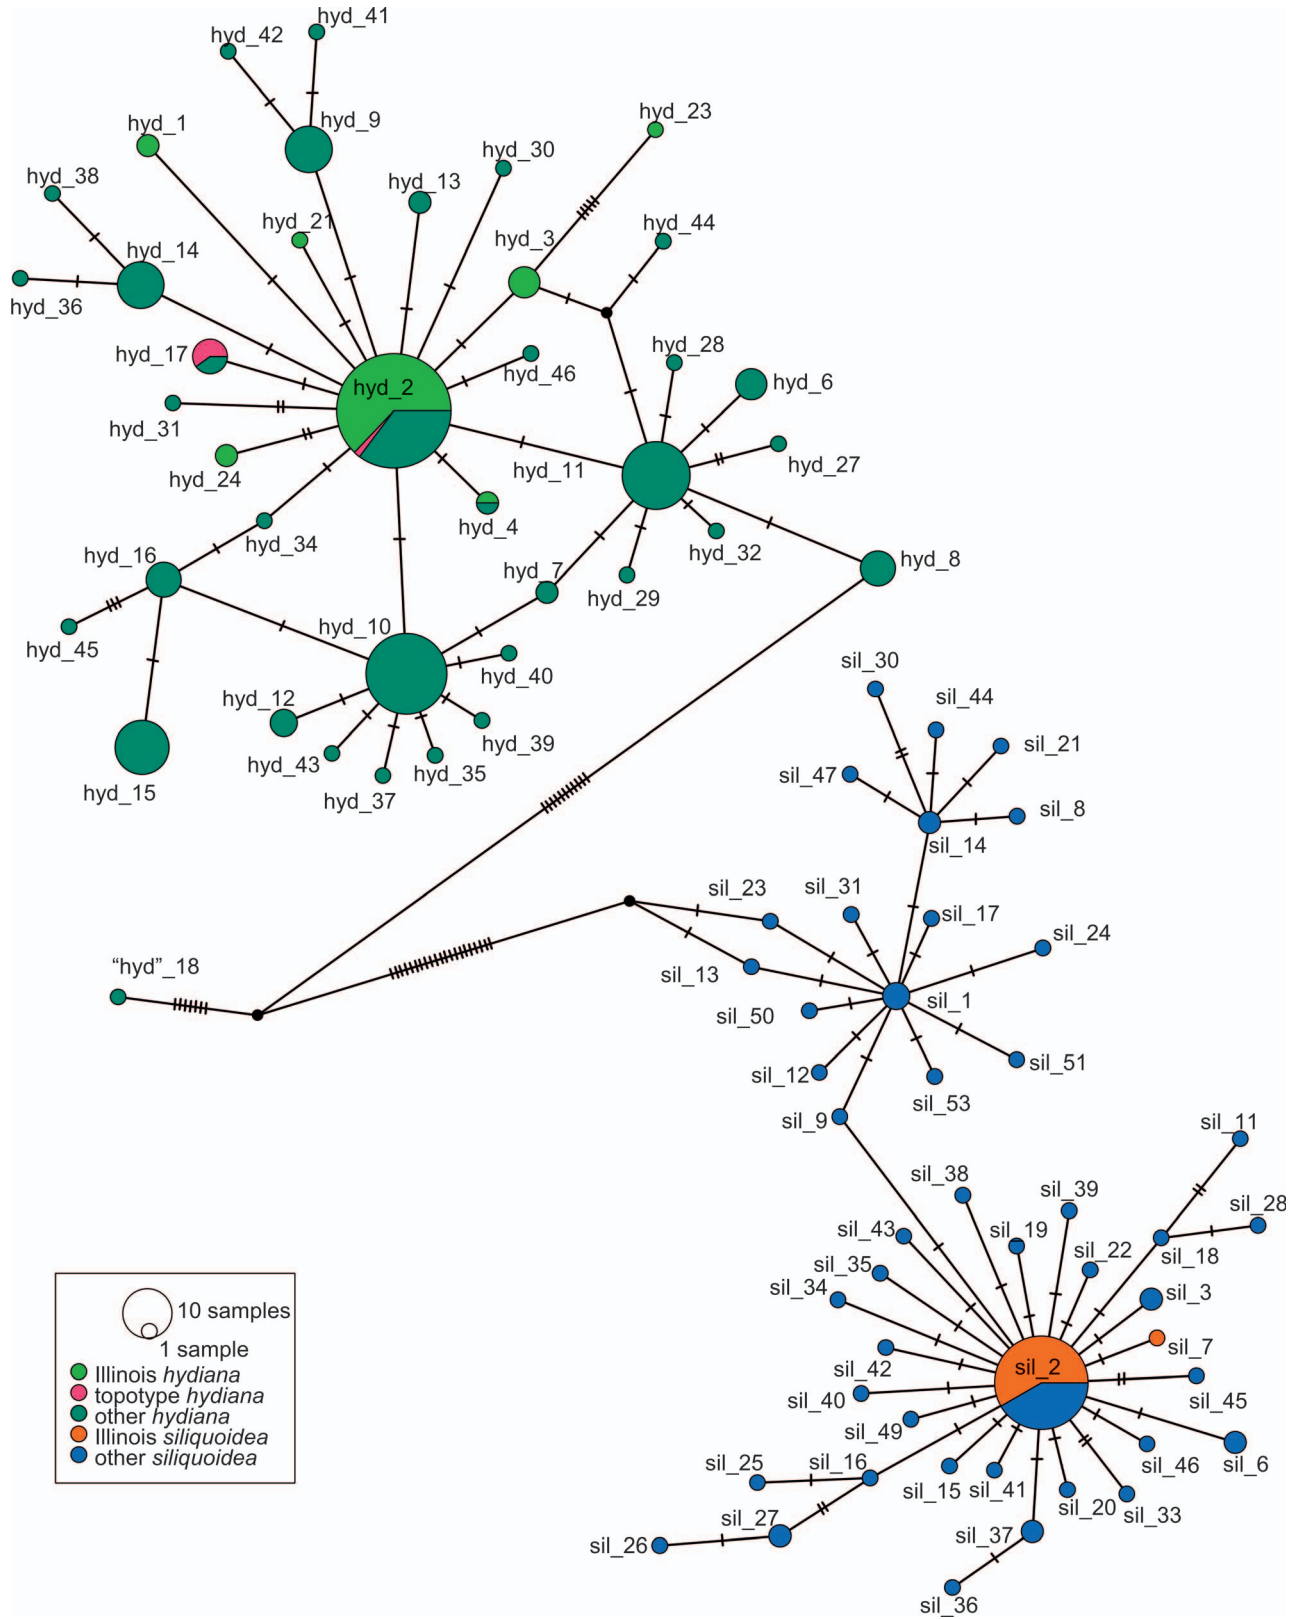 hyd_41
hyd_42
hyd_23
hyd_1
hyd_9
hyd_30
hyd_38
hyd_13
hyd_21
hyd_44
hyd_3
hyd_14
hyd_36
hyd_28
hyd_17
hyd_6
hyd_46
hyd_2
hyd_31
hyd_27
hyd_11
hyd_24
hyd_4
hyd_34
hyd_32
hyd_16
hyd_8
hyd_7
hyd_29
hyd_10
hyd_45
hyd_40
sil_30
hyd_12
sil_44
hyd_39
sil_21
hyd_43
hyd_35
sil_47
hyd_15
hyd_37
sil_8
sil_14
sil_23
sil_31
sil_17
sil_24
“hyd”_18
sil_13
sil_1
sil_50
sil_51
sil_12
sil_53
sil_9
sil_11
sil_38
sil_39
sil_28
sil_43
sil_19
sil_22
sil_18
sil_35
sil_34
sil_3
10 samples
1 sample
sil_7
sil_2
sil_42
Illinois hydiana
topotype hydiana
other hydiana
Illinois siliquoidea
other siliquoidea
sil_40
sil_45
sil_49
sil_25
sil_16
sil_46
sil_6
sil_15
sil_41
sil_20
sil_33
sil_27
sil_37
sil_26
sil_36